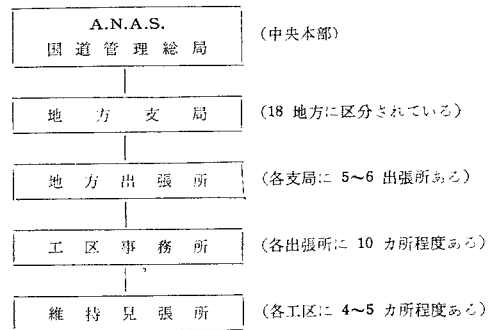 A.N.A.S.
国道管理総局
(中央本部)
地方支局
(18 地方に区分されている)
地方出張所
(各支局に 5~6 出張所ある)
工区事務所
(各出張所に 10 カ所程度ある)
維持見張所
(各工区に 4~5 カ所程度ある)